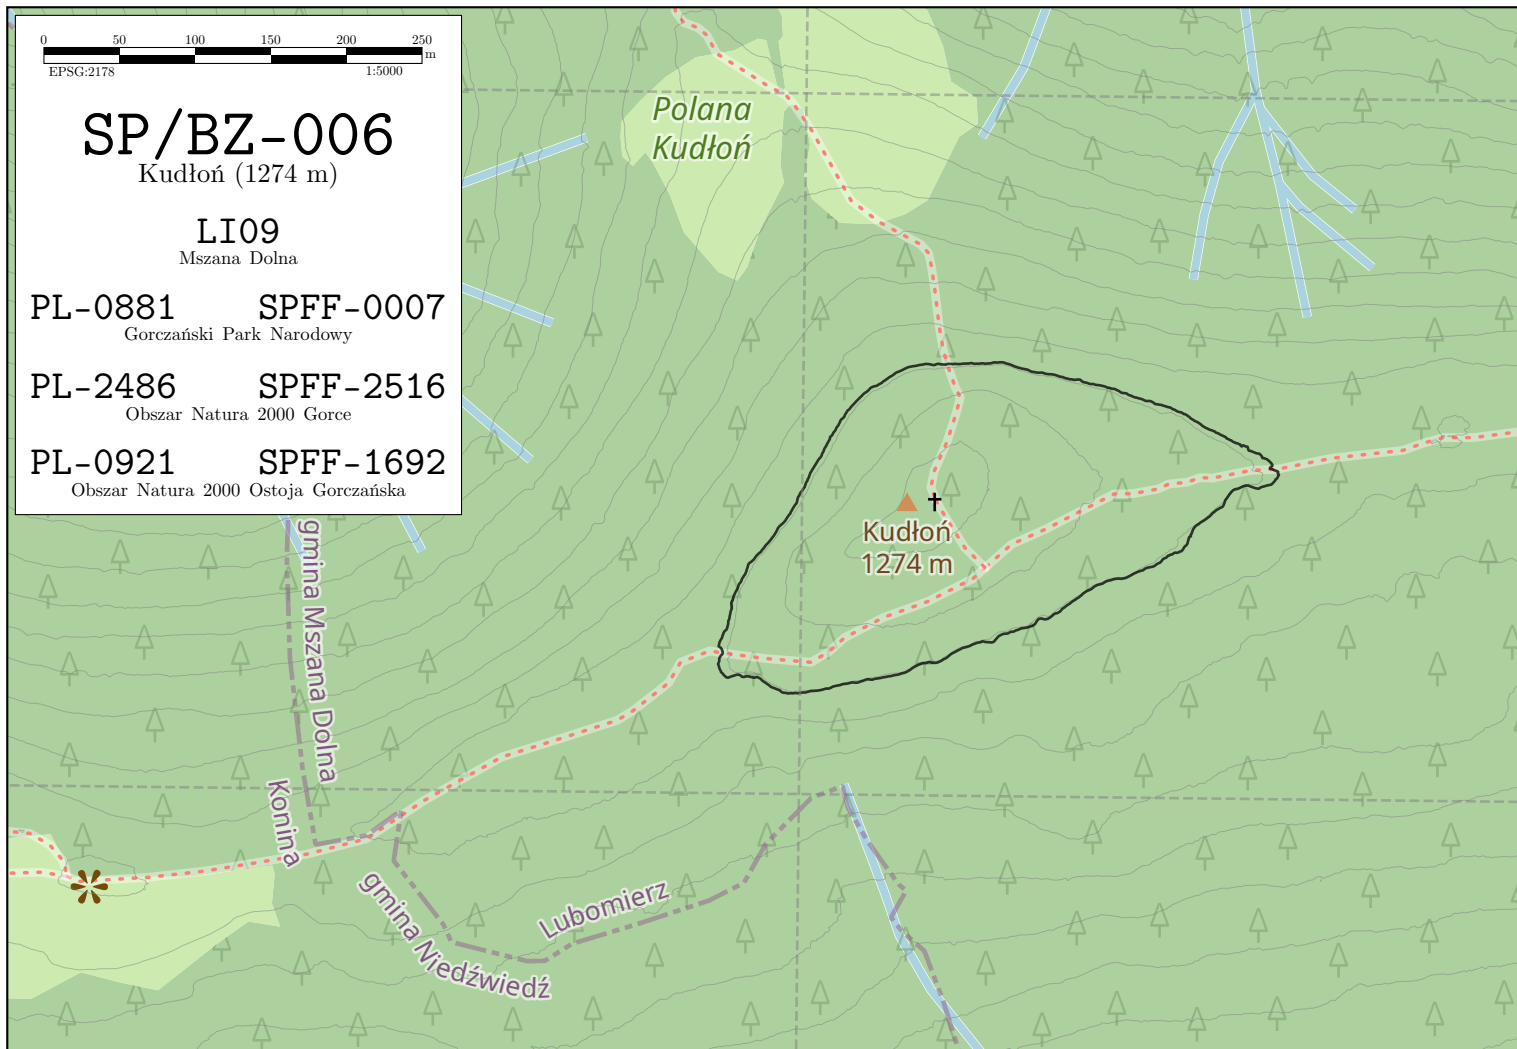 0 50 100 150 200 250 m
EPSG:2178 1:5000
SP/BZ-006
Kudłoń (1274 m)
LI09
Mszana Dolna
PL-0881 SPFF-0007
Gorczański Park Narodowy
PL-2486 SPFF-2516
Obszar Natura 2000 Gorce
PL-0921 SPFF-1692
Obszar Natura 2000 Ostoja Gorczańska
Polana
Kudłoń
Kudłoń
1274 m
gmina Mszana Dolna
Konina
gmina Niedźwiedź
Lubomierz